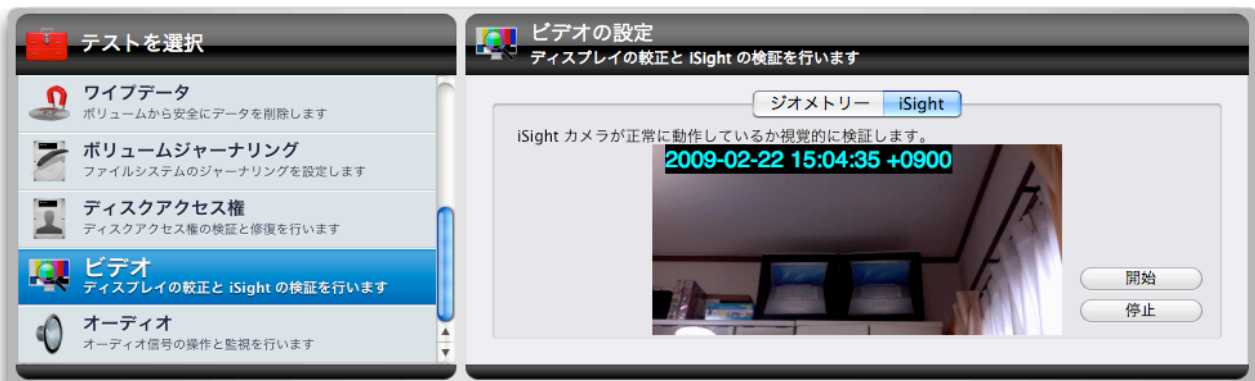 テストを選択
ワイプデータ
ボリュームから安全にデータを削除します
ボリュームジャーナリング
ファイルシステムのジャーナリングを設定します
ディスクアクセス権
ディスクアクセス権の検証と修復を行います
ビデオ
ディスプレイの較正と iSight の検証を行います
オーディオ
オーディオ信号の操作と監視を行います
ビデオの設定
ディスプレイの較正と iSight の検証を行います
ジオメトリー iSight
iSight カメラが正常に動作しているか視覚的に検証します。
2009-02-22 15:04:35 +0900
開始
停止